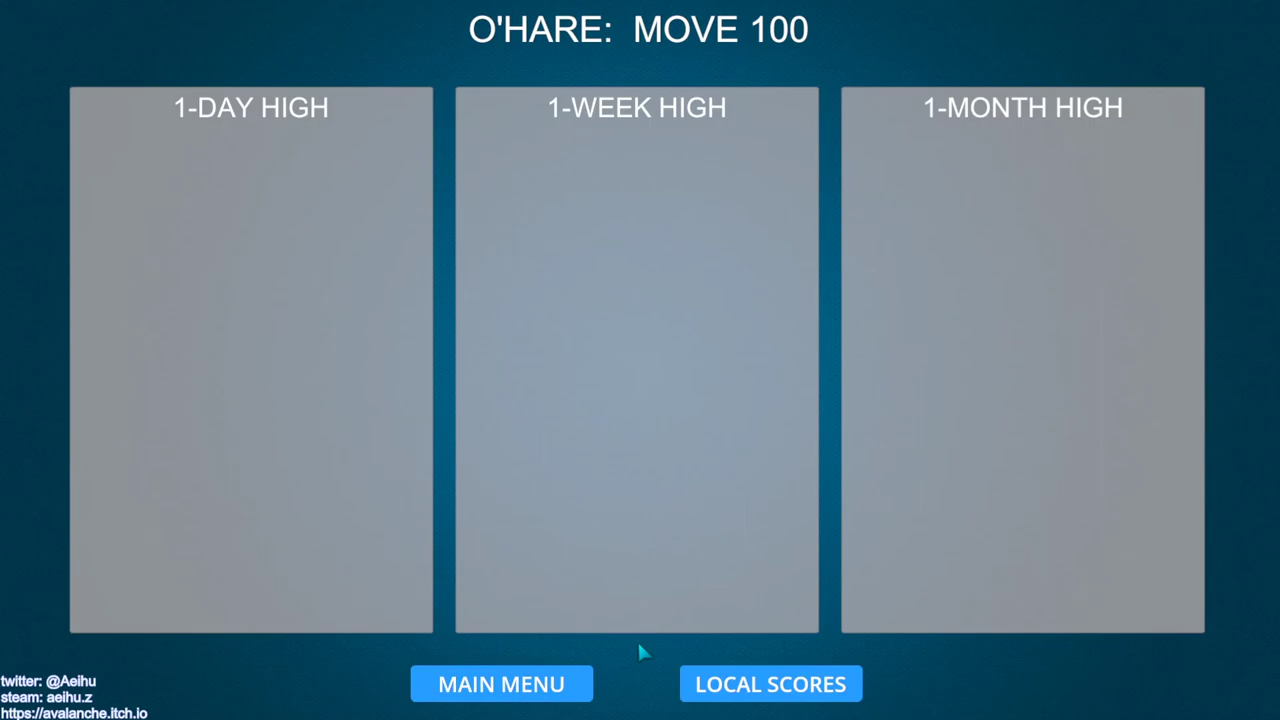 O'HARE:  MOVE 100
1-DAY HIGH
1-WEEK HIGH
1-MONTH HIGH
MAIN MENU
LOCAL SCORES
twitter: @Aeihu
steam: aeihu.z
https://avalanche.itch.io